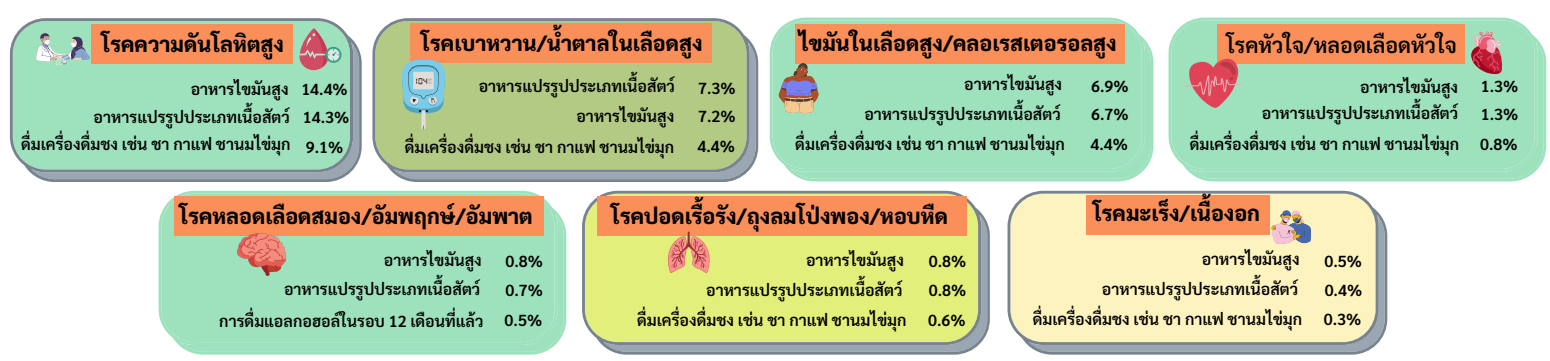 โรคความดันโลหิตสูง
อาหารไขมันสูง 14.4%
อาหารแปรรูปประเภทเนื้อสัตว์ 14.3%
ดื่มเครื่องดื่มชง เช่น ชา กาแฟ ชานมไข่มุก 9.1%
โรคเบาหวาน/น้ำตาลในเลือดสูง
อาหารแปรรูปประเภทเนื้อสัตว์ 7.3%
อาหารไขมันสูง 7.2%
ดื่มเครื่องดื่มชง เช่น ชา กาแฟ ชานมไข่มุก 4.4%
ไขมันในเลือดสูง/คลอเรสเตอรอลสูง
อาหารไขมันสูง 6.9%
อาหารแปรรูปประเภทเนื้อสัตว์ 6.7%
ดื่มเครื่องดื่มชง เช่น ชา กาแฟ ชานมไข่มุก 4.4%
โรคหัวใจ/หลอดเลือดหัวใจ
อาหารไขมันสูง 1.3%
อาหารแปรรูปประเภทเนื้อสัตว์ 1.3%
ดื่มเครื่องดื่มชง เช่น ชา กาแฟ ชานมไข่มุก 0.8%
โรคหลอดเลือดสมอง/อัมพฤกษ์/อัมพาต
อาหารไขมันสูง 0.8%
อาหารแปรรูปประเภทเนื้อสัตว์ 0.7%
การดื่มแอลกอฮอล์ในรอบ 12 เดือนที่แล้ว 0.5%
โรคปอดเรื้อรัง/ถุงลมโป่งพอง/หอบหืด
อาหารไขมันสูง 0.8%
อาหารแปรรูปประเภทเนื้อสัตว์ 0.8%
ดื่มเครื่องดื่มชง เช่น ชา กาแฟ ชานมไข่มุก 0.6%
โรคมะเร็ง/เนื้องอก
อาหารไขมันสูง 0.5%
อาหารแปรรูปประเภทเนื้อสัตว์ 0.4%
ดื่มเครื่องดื่มชง เช่น ชา กาแฟ ชานมไข่มุก 0.3%